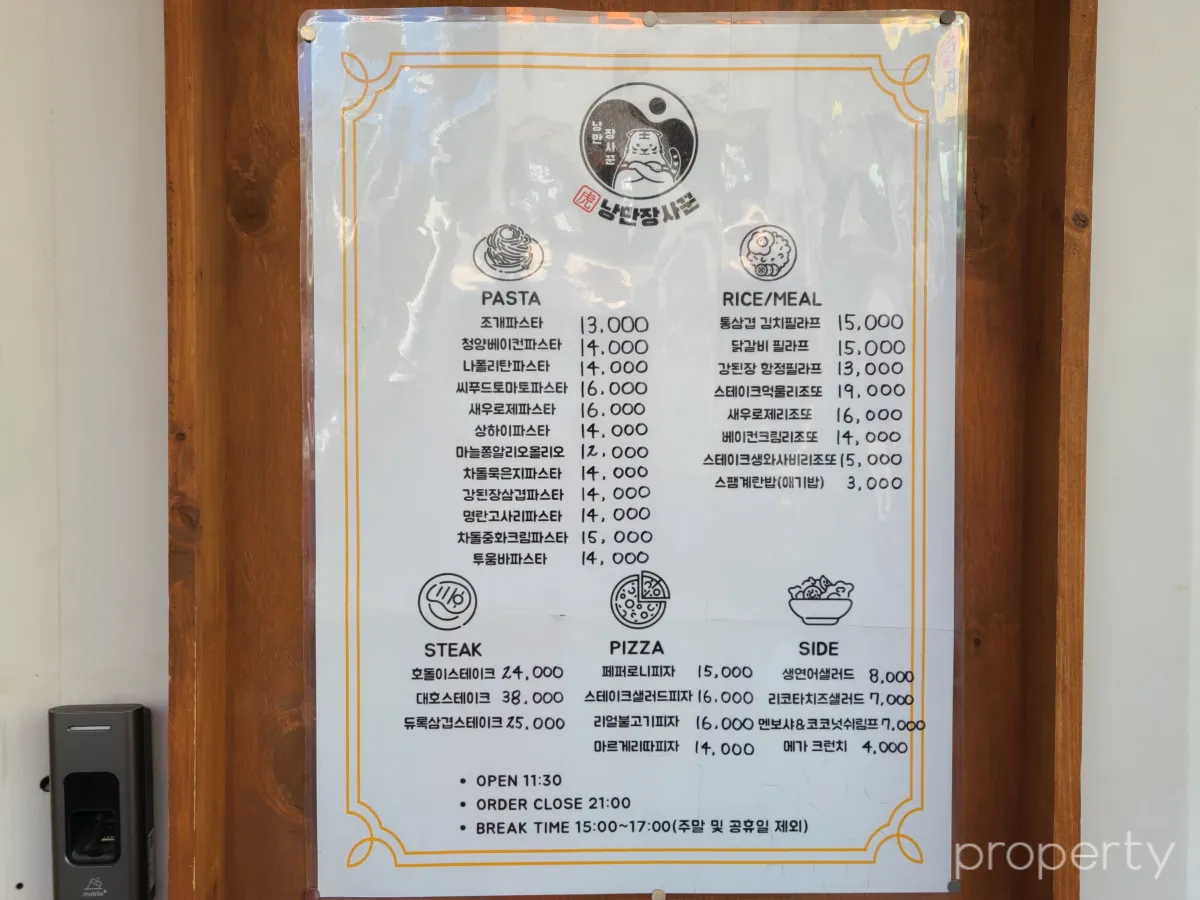 낭만
장사꾼
虎 낭만장사꾼
PASTA
조개파스타 13,000
청양베이컨파스타 14,000
나폴리탄파스타 14,000
씨푸드토마토파스타 16,000
새우로제파스타 16,000
상하이파스타 14,000
마늘쫑알리오올리오 12,000
차돌묵은지파스타 14,000
강된장삼겹파스타 14,000
명란고사리파스타 14,000
차돌중화크림파스타 15,000
투움바파스타 14,000
RICE/MEAL
통삼겹 김치필라프 15,000
닭갈비 필라프 15,000
강된장 항정필라프 13,000
스테이크먹물리조또 19,000
새우로제리조또 16,000
베이컨크림리조또 14,000
스테이크생와사비리조또 15,000
스팸계란밥(애기밥) 3,000
STEAK
호돌이스테이크 24,000
대호스테이크 38,000
듀록삼겹스테이크 25,000
PIZZA
페퍼로니피자 15,000
스테이크샐러드피자 16,000
리얼불고기피자 16,000
마르게리따피자 14,000
SIDE
생연어샐러드 8,000
리코타치즈샐러드 7,000
멘보샤&코코넛쉬림프 7,000
메가 크런치 4,000
• OPEN 11:30
• ORDER CLOSE 21:00
• BREAK TIME 15:00~17:00(주말 및 공휴일 제외)
property